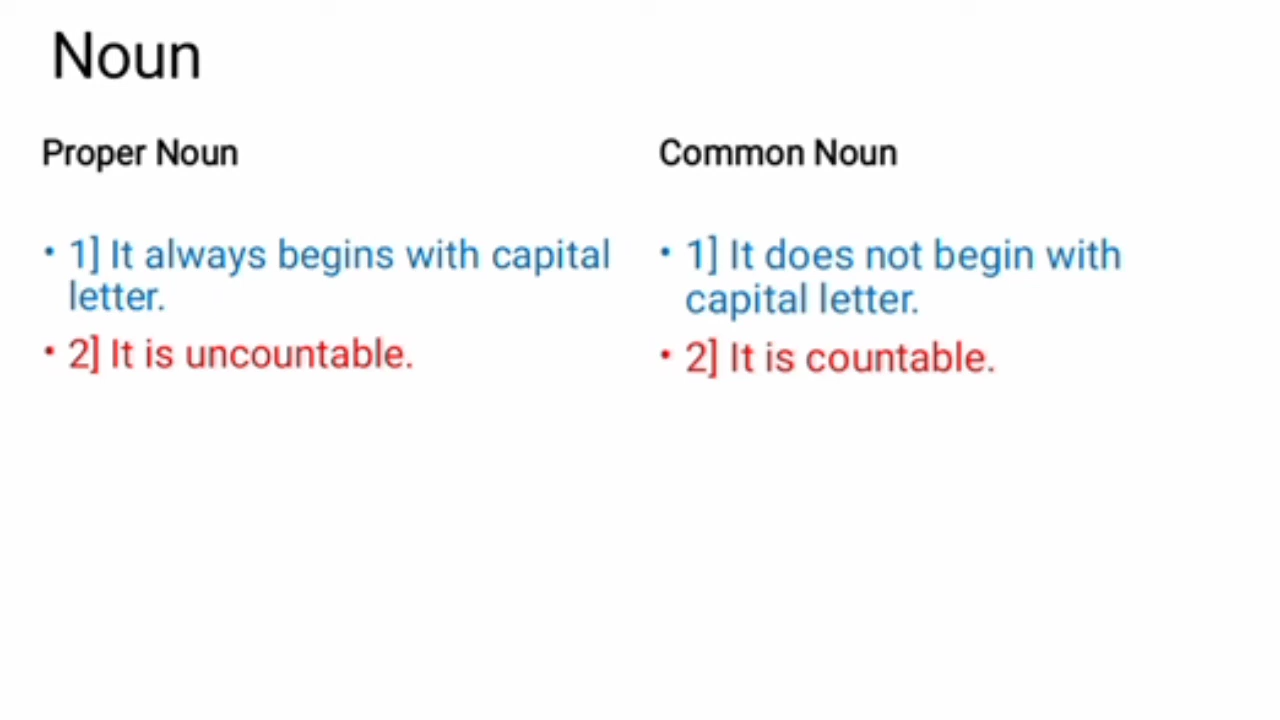 Noun
Proper Noun
• 1] It always begins with capital
letter.
• 2] It is uncountable.
Common Noun
• 1] It does not begin with
capital letter.
• 2] It is countable.